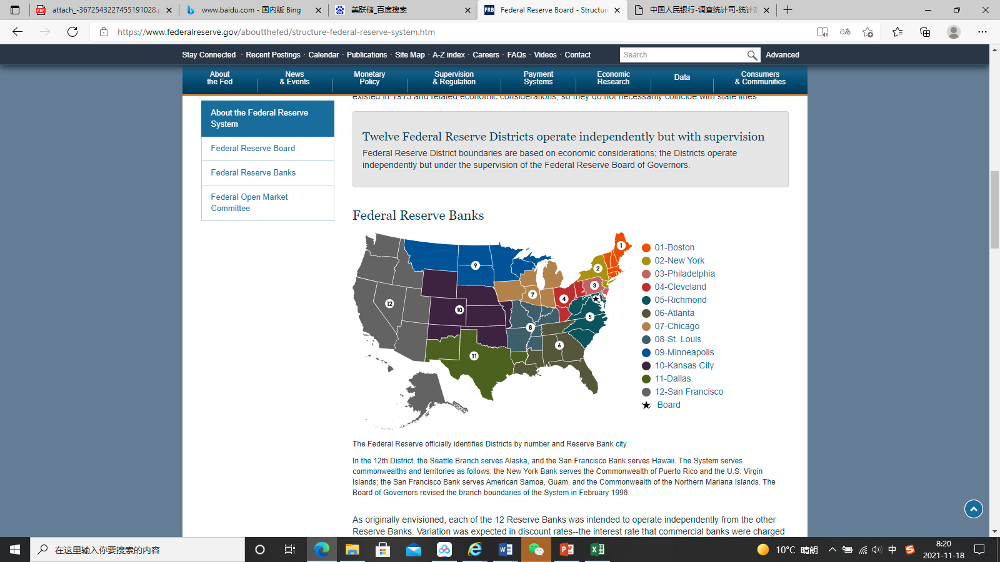 attach_-3672543227455191028.p
www.baidu.com - 国内版 Bing
美联储_百度搜索
FRB Federal Reserve Board - Structure
中国人民银行-调查统计司-统计数
https://www.federalreserve.gov/aboutthefed/structure-federal-reserve-system.htm
Stay Connected · Recent Postings · Calendar · Publications · Site Map · A-Z index · Careers · FAQs · Videos · Contact
Search
Advanced
About
the Fed
News
& Events
Monetary
Policy
Supervision
& Regulation
Payment
Systems
Economic
Research
Data
Consumers
& Communities
existed in 1913 and related economic considerations, so they do not necessarily coincide with state lines.
About the Federal Reserve
System
Federal Reserve Board
Federal Reserve Banks
Federal Open Market
Committee
Twelve Federal Reserve Districts operate independently but with supervision
Federal Reserve District boundaries are based on economic considerations; the Districts operate
independently but under the supervision of the Federal Reserve Board of Governors.
Federal Reserve Banks
1
2
3
4
5
6
7
8
9
10
11
12
01-Boston
02-New York
03-Philadelphia
04-Cleveland
05-Richmond
06-Atlanta
07-Chicago
08-St. Louis
09-Minneapolis
10-Kansas City
11-Dallas
12-San Francisco
Board
The Federal Reserve officially identifies Districts by number and Reserve Bank city.
In the 12th District, the Seattle Branch serves Alaska, and the San Francisco Bank serves Hawaii. The System serves
commonwealths and territories as follows: the New York Bank serves the Commonwealth of Puerto Rico and the U.S. Virgin
Islands; the San Francisco Bank serves American Samoa, Guam, and the Commonwealth of the Northern Mariana Islands. The
Board of Governors revised the branch boundaries of the System in February 1996.
As originally envisioned, each of the 12 Reserve Banks was intended to operate independently from the other
Reserve Banks. Variation was expected in discount rates--the interest rate that commercial banks were charged
在这里输入你要搜索的内容
10°C 晴朗
中
8:20
2021-11-18